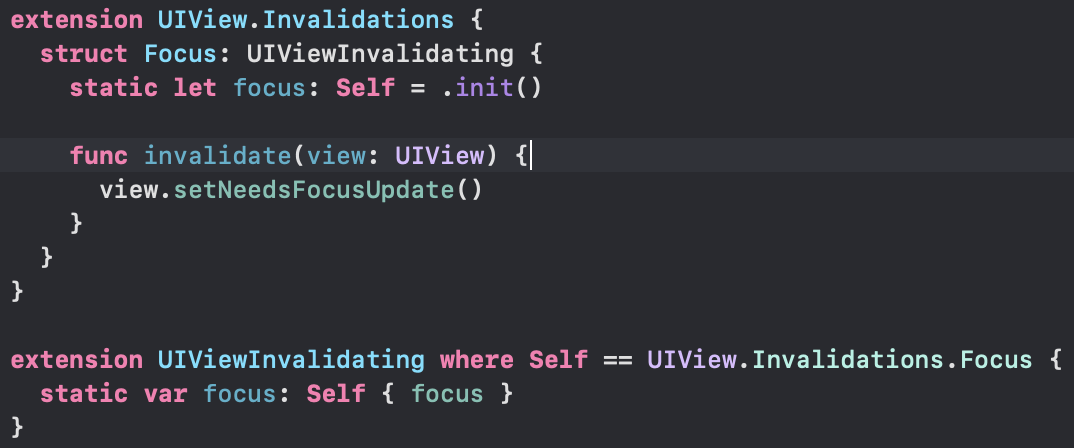 extension UIView.Invalidations {
struct Focus: UIViewInvalidating {
static let focus: Self = .init()
func invalidate(view: UIView) {
view.setNeedsFocusUpdate()
}
}
}
extension UIViewInvalidating where Self == UIView.Invalidations.Focus {
static var focus: Self { focus }
}